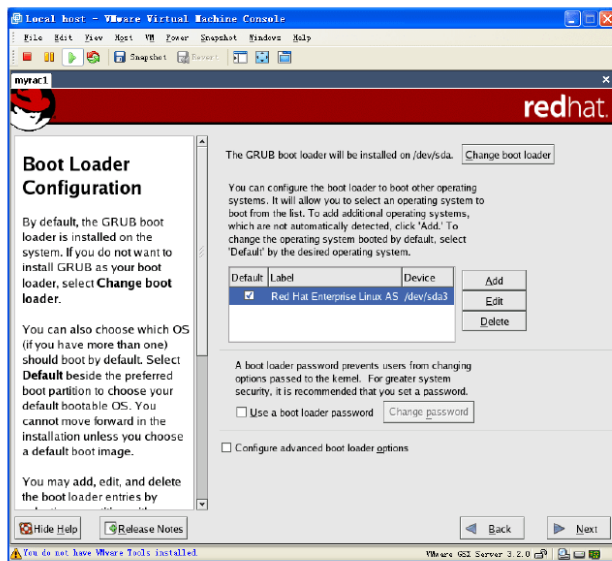 Local host - VMware Virtual Machine Console
File Edit View Host VM Power Snapshot Windows Help
Snapshot Revert
myrac1
redhat.
Boot Loader
Configuration
By default, the GRUB boot
loader is installed on the
system. If you do not want to
install GRUB as your boot
loader, select Change boot
loader.
You can also choose which OS
(if you have more than one)
should boot by default. Select
Default beside the preferred
boot partition to choose your
default bootable OS. You
cannot move forward in the
installation unless you choose
a default boot image.
You may add, edit, and delete
the boot loader entries by
The GRUB boot loader will be installed on /dev/sda. Change boot loader
You can configure the boot loader to boot other operating
systems. It will allow you to select an operating system to
boot from the list. To add additional operating systems,
which are not automatically detected, click 'Add.' To
change the operating system booted by default, select
'Default' by the desired operating system.
Default Label Device
Red Hat Enterprise Linux AS /dev/sda3
Add
Edit
Delete
A boot loader password prevents users from changing
options passed to the kernel. For greater system
security, it is recommended that you set a password.
Use a boot loader password Change password
Configure advanced boot loader options
Hide Help Release Notes Back Next
You do not have VMware Tools installed VMware GSX Server 3.2.0